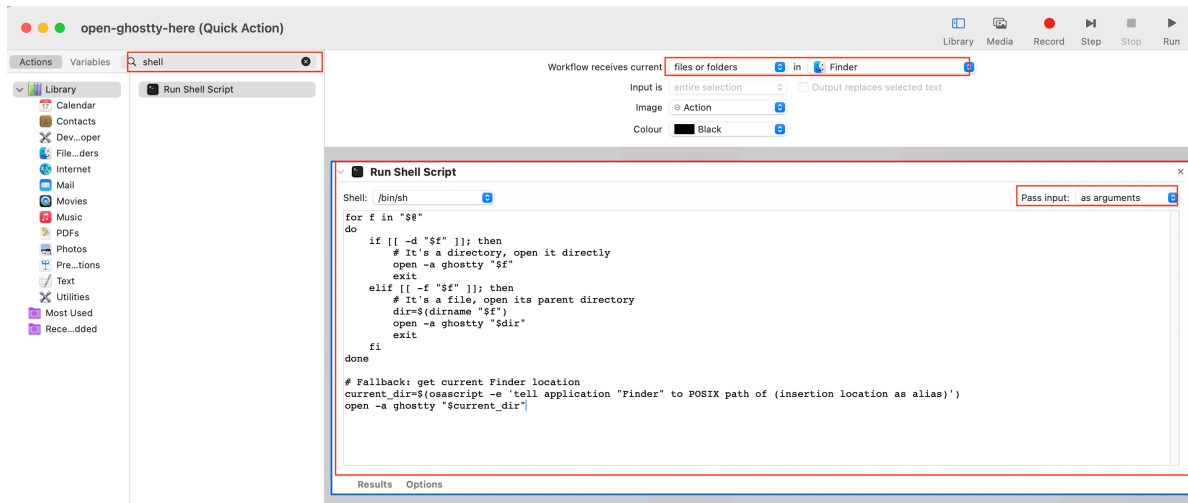 open-ghostty-here (Quick Action)
Library
Media
Record
Step
Stop
Run
Actions
Variables
shell
Library
Calendar
Contacts
Dev...oper
File...ders
Internet
Mail
Movies
Music
PDFs
Photos
Pre...tions
Text
Utilities
Most Used
Rece...dded
Run Shell Script
Workflow receives current files or folders in Finder
Input is entire selection Output replaces selected text
Image Action
Colour Black
Run Shell Script
Shell: /bin/sh
Pass input: as arguments
for f in "$@"
do
    if [[ -d "$f" ]]; then
        # It's a directory, open it directly
        open -a ghostty "$f"
        exit
    elif [[ -f "$f" ]]; then
        # It's a file, open its parent directory
        dir=$(dirname "$f")
        open -a ghostty "$dir"
        exit
    fi
done
# Fallback: get current Finder location
current_dir=$(osascript -e 'tell application "Finder" to POSIX path of (insertion location as alias)')
open -a ghostty "$current_dir"
Results
Options